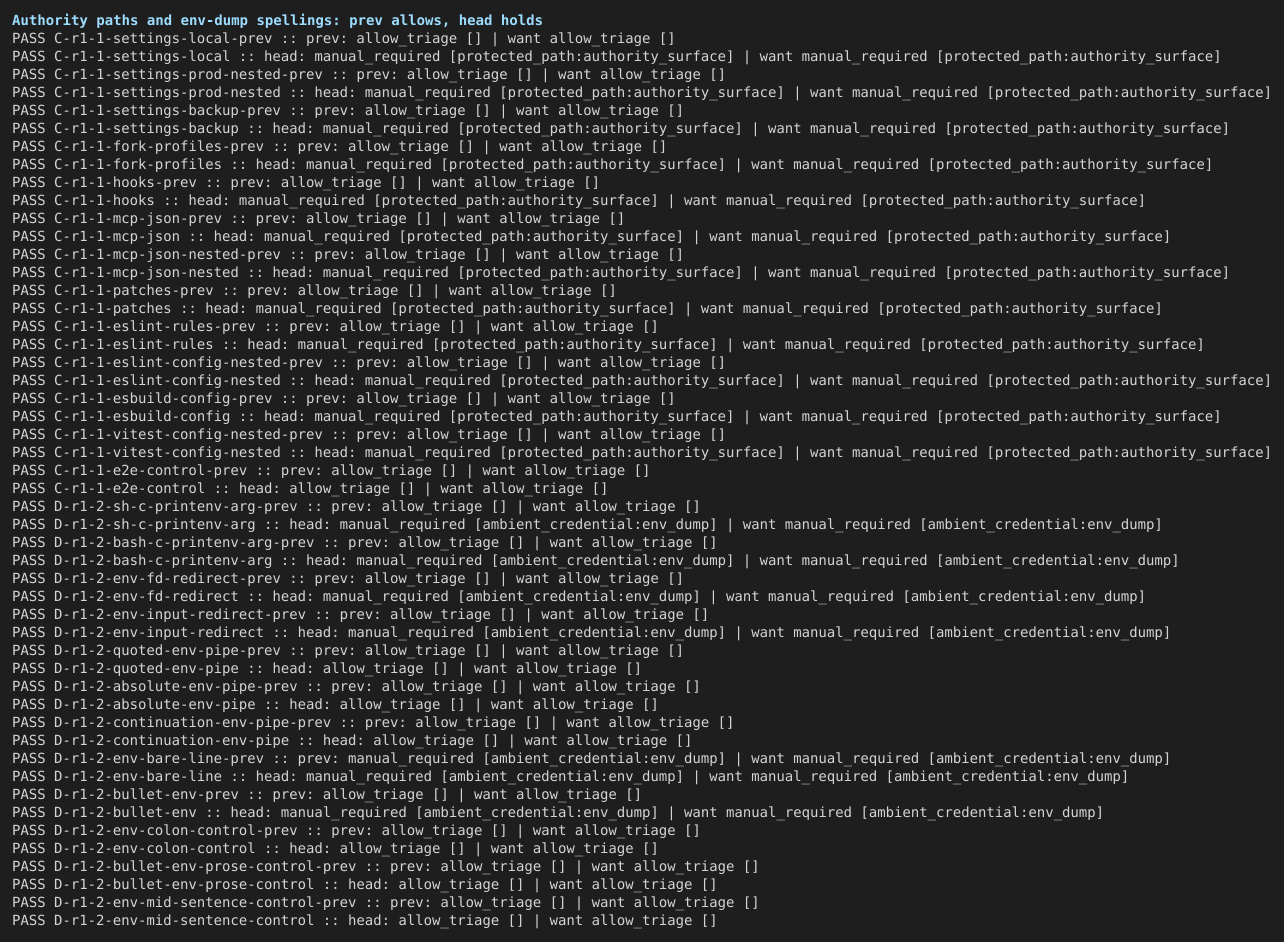 Authority paths and env-dump spellings: prev allows, head holds
PASS C-r1-1-settings-local-prev :: prev: allow_triage [] | want allow_triage []
PASS C-r1-1-settings-local :: head: manual_required [protected_path:authority_surface] | want manual_required [protected_path:authority_surface]
PASS C-r1-1-settings-prod-nested-prev :: prev: allow_triage [] | want allow_triage []
PASS C-r1-1-settings-prod-nested :: head: manual_required [protected_path:authority_surface] | want manual_required [protected_path:authority_surface]
PASS C-r1-1-settings-backup-prev :: prev: allow_triage [] | want allow_triage []
PASS C-r1-1-settings-backup :: head: manual_required [protected_path:authority_surface] | want manual_required [protected_path:authority_surface]
PASS C-r1-1-fork-profiles-prev :: prev: allow_triage [] | want allow_triage []
PASS C-r1-1-fork-profiles :: head: manual_required [protected_path:authority_surface] | want manual_required [protected_path:authority_surface]
PASS C-r1-1-hooks-prev :: prev: allow_triage [] | want allow_triage []
PASS C-r1-1-hooks :: head: manual_required [protected_path:authority_surface] | want manual_required [protected_path:authority_surface]
PASS C-r1-1-mcp-json-prev :: prev: allow_triage [] | want allow_triage []
PASS C-r1-1-mcp-json :: head: manual_required [protected_path:authority_surface] | want manual_required [protected_path:authority_surface]
PASS C-r1-1-mcp-json-nested-prev :: prev: allow_triage [] | want allow_triage []
PASS C-r1-1-mcp-json-nested :: head: manual_required [protected_path:authority_surface] | want manual_required [protected_path:authority_surface]
PASS C-r1-1-patches-prev :: prev: allow_triage [] | want allow_triage []
PASS C-r1-1-patches :: head: manual_required [protected_path:authority_surface] | want manual_required [protected_path:authority_surface]
PASS C-r1-1-eslint-rules-prev :: prev: allow_triage [] | want allow_triage []
PASS C-r1-1-eslint-rules :: head: manual_required [protected_path:authority_surface] | want manual_required [protected_path:authority_surface]
PASS C-r1-1-eslint-config-nested-prev :: prev: allow_triage [] | want allow_triage []
PASS C-r1-1-eslint-config-nested :: head: manual_required [protected_path:authority_surface] | want manual_required [protected_path:authority_surface]
PASS C-r1-1-esbuild-config-prev :: prev: allow_triage [] | want allow_triage []
PASS C-r1-1-esbuild-config :: head: manual_required [protected_path:authority_surface] | want manual_required [protected_path:authority_surface]
PASS C-r1-1-vitest-config-nested-prev :: prev: allow_triage [] | want allow_triage []
PASS C-r1-1-vitest-config-nested :: head: manual_required [protected_path:authority_surface] | want manual_required [protected_path:authority_surface]
PASS C-r1-1-e2e-control-prev :: prev: allow_triage [] | want allow_triage []
PASS C-r1-1-e2e-control :: head: allow_triage [] | want allow_triage []
PASS D-r1-2-sh-c-printenv-arg-prev :: prev: allow_triage [] | want allow_triage []
PASS D-r1-2-sh-c-printenv-arg :: head: manual_required [ambient_credential:env_dump] | want manual_required [ambient_credential:env_dump]
PASS D-r1-2-bash-c-printenv-arg-prev :: prev: allow_triage [] | want allow_triage []
PASS D-r1-2-bash-c-printenv-arg :: head: manual_required [ambient_credential:env_dump] | want manual_required [ambient_credential:env_dump]
PASS D-r1-2-env-fd-redirect-prev :: prev: allow_triage [] | want allow_triage []
PASS D-r1-2-env-fd-redirect :: head: manual_required [ambient_credential:env_dump] | want manual_required [ambient_credential:env_dump]
PASS D-r1-2-env-input-redirect-prev :: prev: allow_triage [] | want allow_triage []
PASS D-r1-2-env-input-redirect :: head: manual_required [ambient_credential:env_dump] | want manual_required [ambient_credential:env_dump]
PASS D-r1-2-quoted-env-pipe-prev :: prev: allow_triage [] | want allow_triage []
PASS D-r1-2-quoted-env-pipe :: head: allow_triage [] | want allow_triage []
PASS D-r1-2-absolute-env-pipe-prev :: prev: allow_triage [] | want allow_triage []
PASS D-r1-2-absolute-env-pipe :: head: allow_triage [] | want allow_triage []
PASS D-r1-2-continuation-env-pipe-prev :: prev: allow_triage [] | want allow_triage []
PASS D-r1-2-continuation-env-pipe :: head: allow_triage [] | want allow_triage []
PASS D-r1-2-env-bare-line-prev :: prev: manual_required [ambient_credential:env_dump] | want manual_required [ambient_credential:env_dump]
PASS D-r1-2-env-bare-line :: head: manual_required [ambient_credential:env_dump] | want manual_required [ambient_credential:env_dump]
PASS D-r1-2-bullet-env-prev :: prev: allow_triage [] | want allow_triage []
PASS D-r1-2-bullet-env :: head: manual_required [ambient_credential:env_dump] | want manual_required [ambient_credential:env_dump]
PASS D-r1-2-env-colon-control-prev :: prev: allow_triage [] | want allow_triage []
PASS D-r1-2-env-colon-control :: head: allow_triage [] | want allow_triage []
PASS D-r1-2-bullet-env-prose-control-prev :: prev: allow_triage [] | want allow_triage []
PASS D-r1-2-bullet-env-prose-control :: head: allow_triage [] | want allow_triage []
PASS D-r1-2-env-mid-sentence-control-prev :: prev: allow_triage [] | want allow_triage []
PASS D-r1-2-env-mid-sentence-control :: head: allow_triage [] | want allow_triage []